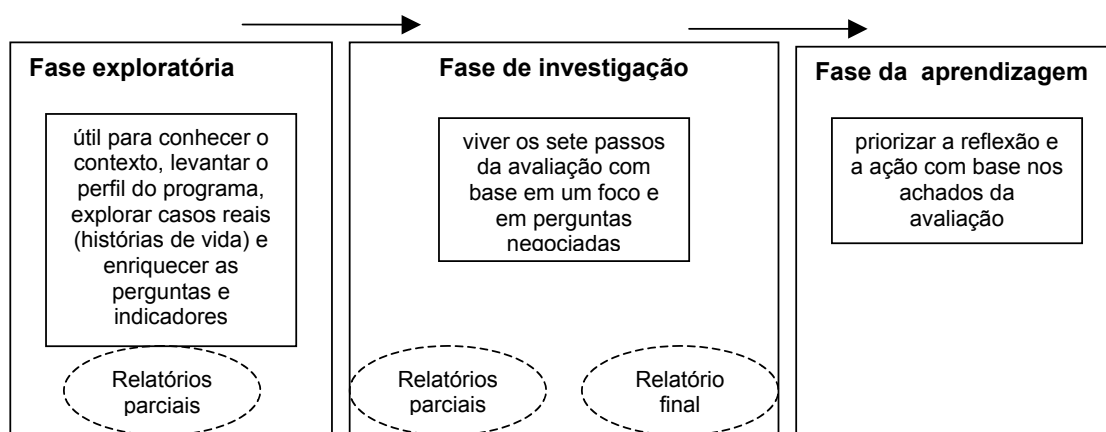 Fase exploratória
útil para conhecer o
contexto, levantar o
perfil do programa,
explorar casos reais
(histórias de vida) e
enriquecer as
perguntas e
indicadores
Relatórios
parciais
Fase de investigação
viver os sete passos
da avaliação com
base em um foco e
em perguntas
negociadas
Relatórios
parciais
Relatório
final
Fase da aprendizagem
priorizar a reflexão e
a ação com base nos
achados da
avaliação